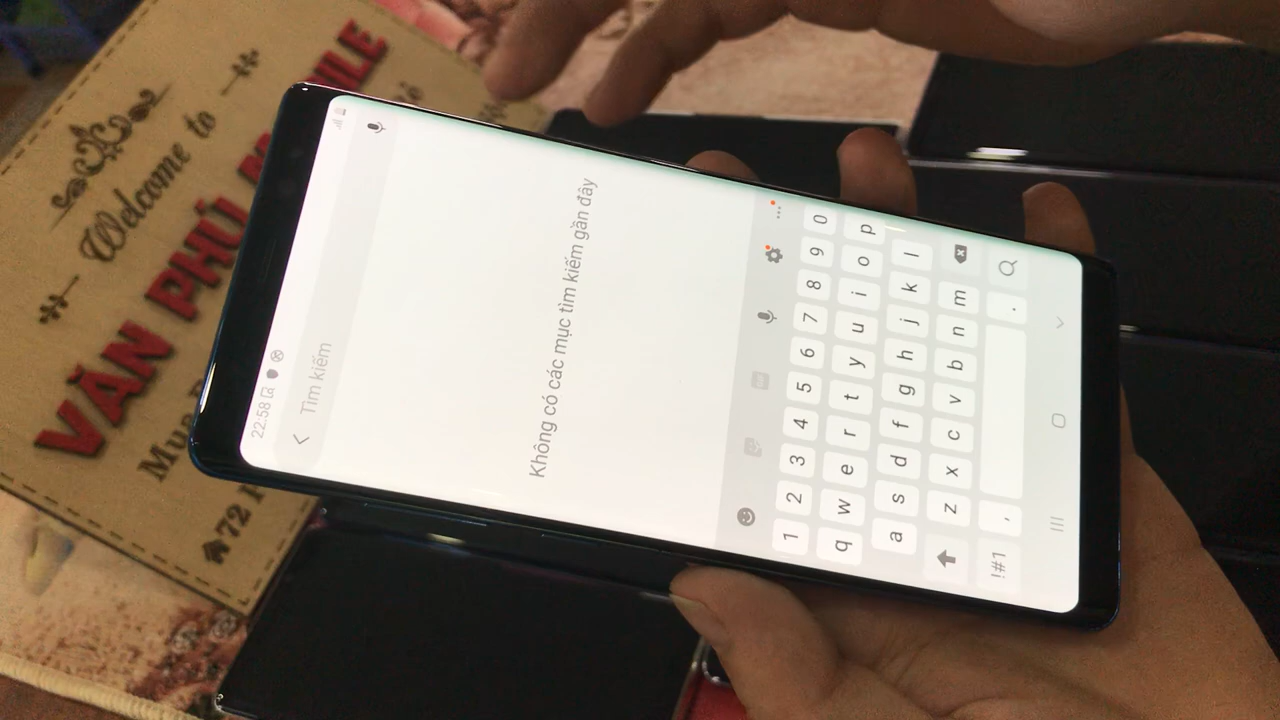 Welcome to
VĂN PHÚ
72
22:58
Tìm kiếm
Không có các mục tìm kiếm gần đây
1 2 3 4 5 6 7 8 9 0
q w e r t y u i o p
a s d f g h j k l
z x c v b n m
!#1 , .